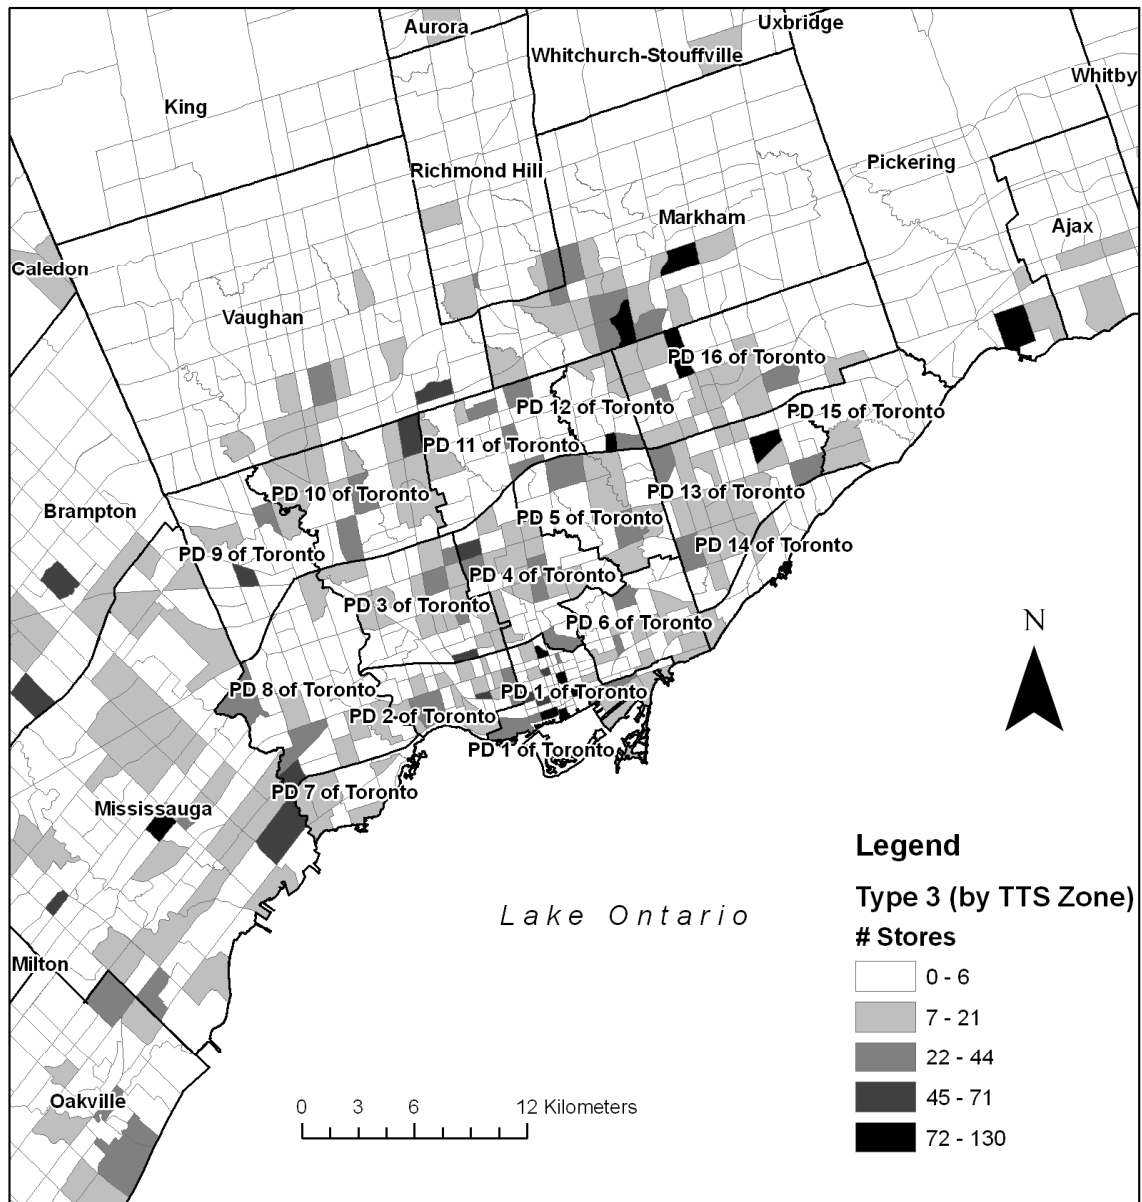 Aurora
Uxbridge
Whitchurch-Stouffville
Whitby
King
Pickering
Richmond Hill
Markham
Ajax
Caledon
Vaughan
PD 16 of Toronto
PD 12 of Toronto
PD 15 of Toronto
PD 11 of Toronto
PD 10 of Toronto
PD 13 of Toronto
Brampton
PD 5 of Toronto
PD 9 of Toronto
PD 14 of Toronto
PD 4 of Toronto
PD 3 of Toronto
PD 6 of Toronto
N
PD 8 of Toronto
PD 1 of Toronto
PD 2 of Toronto
PD 1 of Toronto
PD 7 of Toronto
Mississauga
Legend
Type 3 (by TTS Zone)
Lake Ontario
# Stores
Milton
0 - 6
7 - 21
22 - 44
45 - 71
72 - 130
Oakville
0 3 6 12 Kilometers